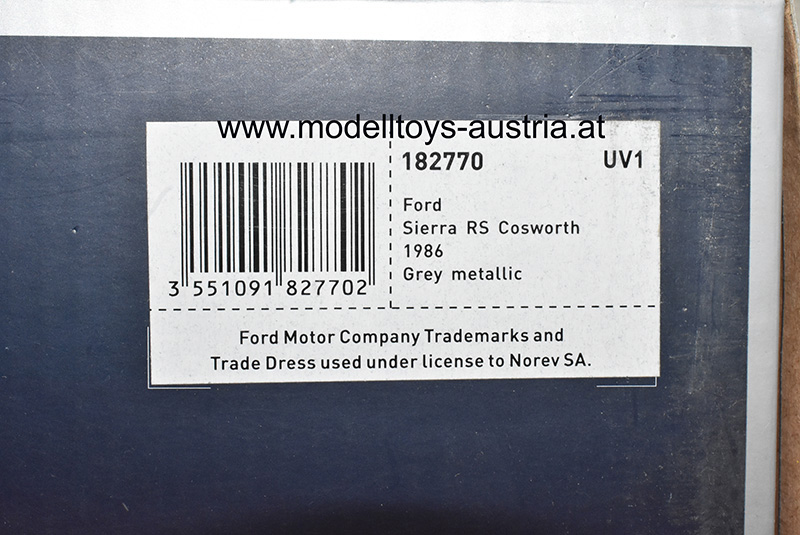 www.modelltoys-austria.at
182770 UV1
Ford
Sierra RS Cosworth
1986
Grey metallic
3 551091 827702
Ford Motor Company Trademarks and
Trade Dress used under license to Norev SA.